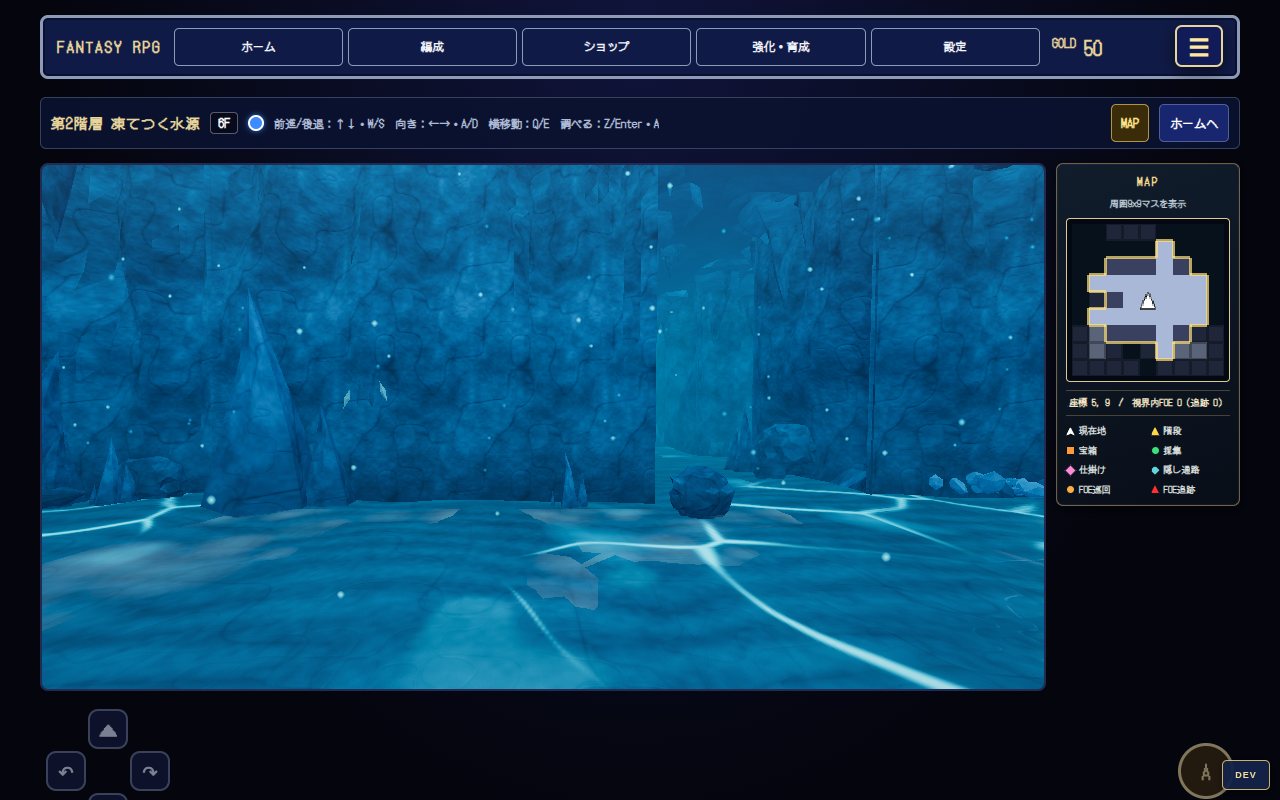 FANTASY RPG
ホーム
編成
ショップ
強化・育成
設定
GOLD 50
第2階層 凍てつく水源
6F
前進/後退：↑↓・W/S 向き：←→・A/D 横移動：Q/E 調べる：Z/Enter・A
MAP
ホームへ
MAP
周囲9x9マスを表示
座標 5, 9 / 視界内FOE 0 (追跡 0)
現在地
階段
宝箱
採集
仕掛け
隠し通路
FOE巡回
FOE追跡
A
DEV